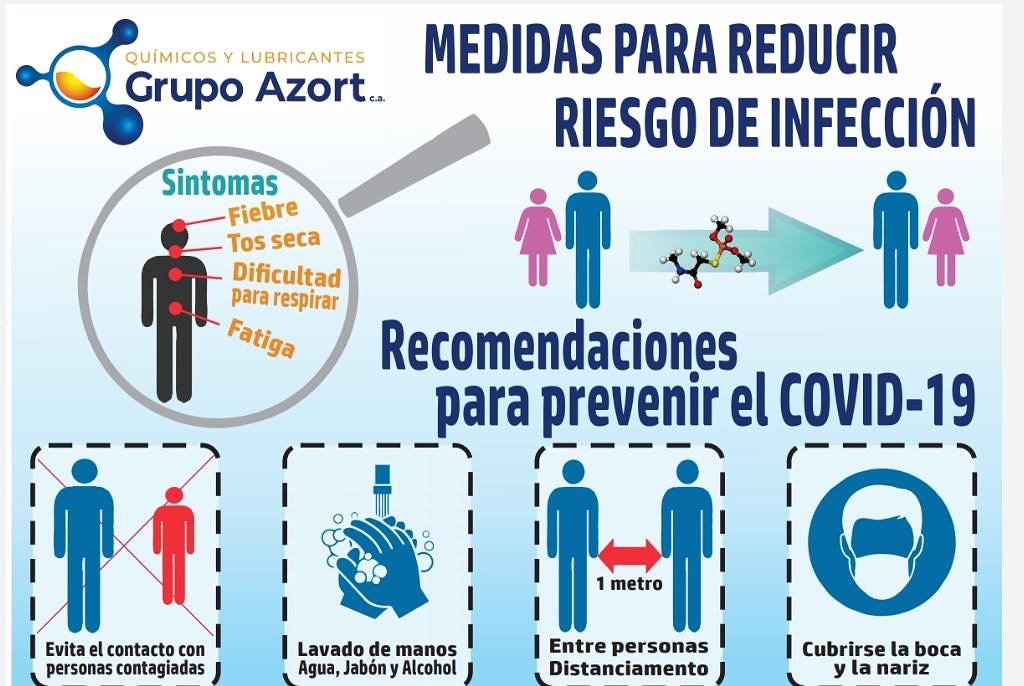 QUÍMICOS Y LUBRICANTES
Grupo Azort c.a.
MEDIDAS PARA REDUCIR
RIESGO DE INFECCIÓN
Sintomas
Fiebre
Tos seca
Dificultad
para respirar
Fatiga
Recomendaciones
para prevenir el COVID-19
Evita el contacto con
personas contagiadas
Lavado de manos
Agua, Jabón y Alcohol
1 metro
Entre personas
Distanciamiento
Cubrirse la boca
y la nariz